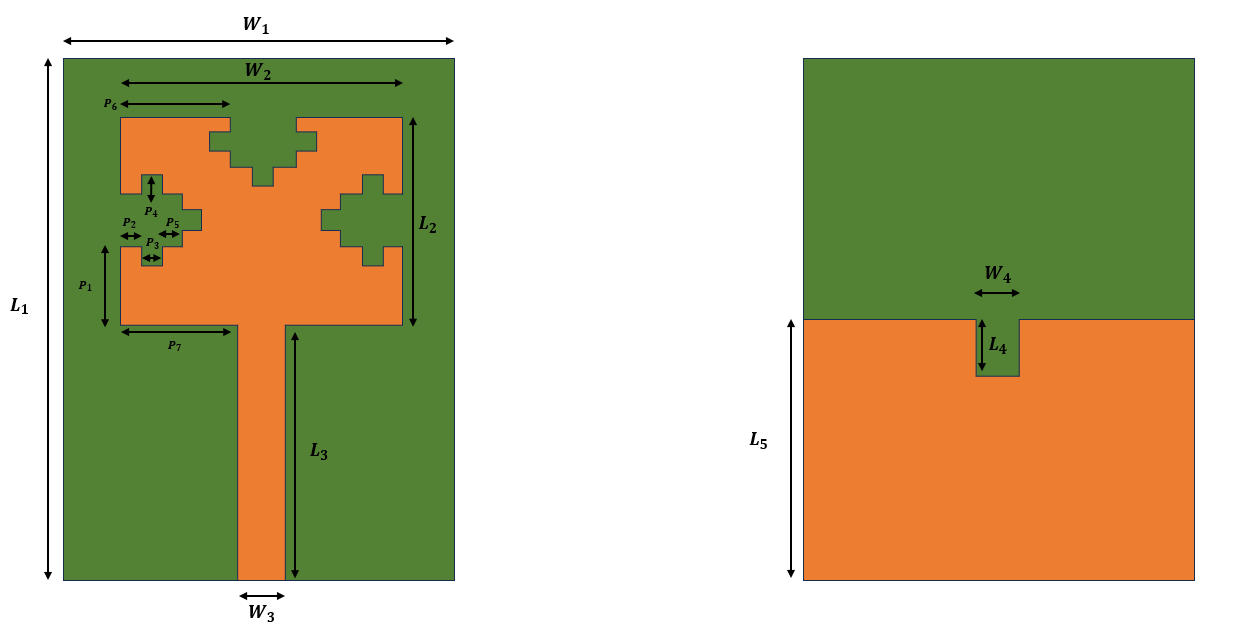 W₁
W₂
P₆
P₄
P₂
P₅
P₃
L₂
P₁
L₁
P₇
L₃
W₃
W₄
L₄
L₅